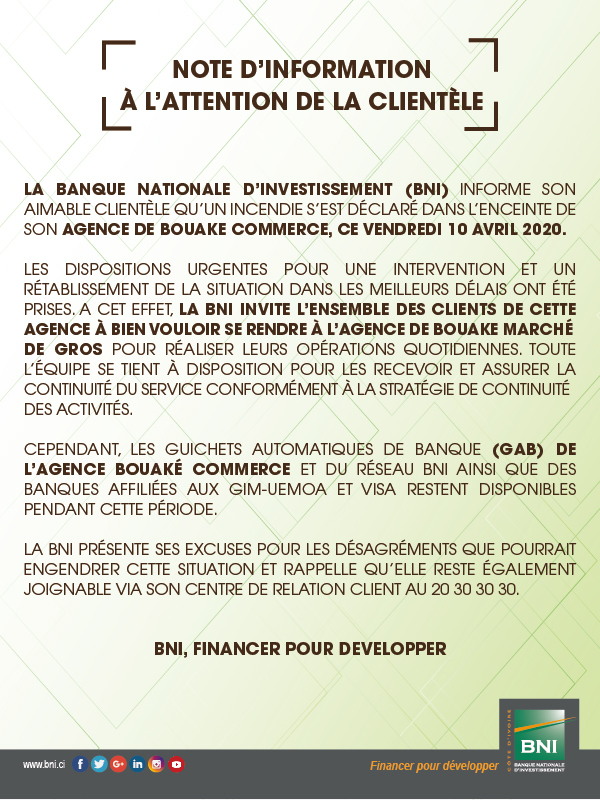 NOTE D’INFORMATION
À L’ATTENTION DE LA CLIENTÈLE
LA BANQUE NATIONALE D’INVESTISSEMENT (BNI) INFORME SON
AIMABLE CLIENTÈLE QU’UN INCENDIE S’EST DÉCLARÉ DANS L’ENCEINTE DE
SON AGENCE DE BOUAKE COMMERCE, CE VENDREDI 10 AVRIL 2020.
LES DISPOSITIONS URGENTES POUR UNE INTERVENTION ET UN
RÉTABLISSEMENT DE LA SITUATION DANS LES MEILLEURS DÉLAIS ONT ÉTÉ
PRISES. A CET EFFET, LA BNI INVITE L’ENSEMBLE DES CLIENTS DE CETTE
AGENCE À BIEN VOULOIR SE RENDRE À L’AGENCE DE BOUAKE MARCHÉ
DE GROS POUR RÉALISER LEURS OPÉRATIONS QUOTIDIENNES. TOUTE
L’ÉQUIPE SE TIENT À DISPOSITION POUR LES RECEVOIR ET ASSURER LA
CONTINUITÉ DU SERVICE CONFORMÉMENT À LA STRATÉGIE DE CONTINUITÉ
DES ACTIVITÉS.
CEPENDANT, LES GUICHETS AUTOMATIQUES DE BANQUE (GAB) DE
L’AGENCE BOUAKÉ COMMERCE ET DU RÉSEAU BNI AINSI QUE DES
BANQUES AFFILIÉES AUX GIM-UEMOA ET VISA RESTENT DISPONIBLES
PENDANT CETTE PÉRIODE.
LA BNI PRÉSENTE SES EXCUSES POUR LES DÉSAGRÉMENTS QUE POURRAIT
ENGENDRER CETTE SITUATION ET RAPPELLE QU’ELLE RESTE ÉGALEMENT
JOIGNABLE VIA SON CENTRE DE RELATION CLIENT AU 20 30 30 30.
BNI, FINANCER POUR DEVELOPPER
www.bni.ci
Financer pour développer
CÔTE D’IVOIRE
BNI
BANQUE NATIONALE
D’INVESTISSEMENT